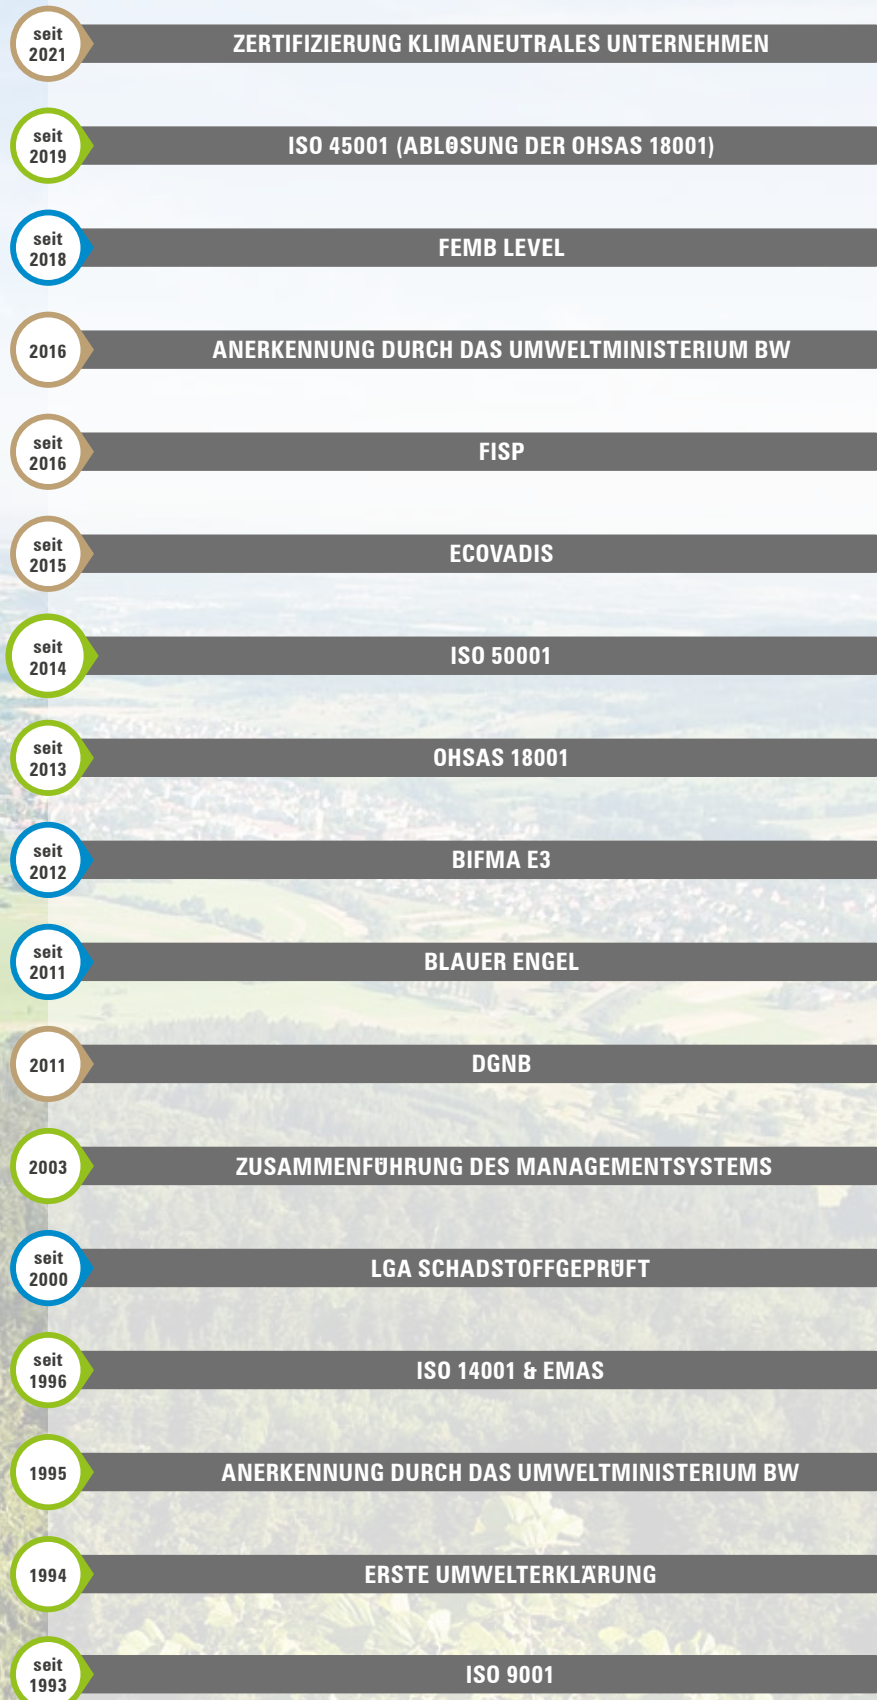 seit
2021
ZERTIFIZIERUNG KLIMANEUTRALES UNTERNEHMEN
seit
2019
ISO 45001 (ABLÖSUNG DER OHSAS 18001)
seit
2018
FEMB LEVEL
2016
ANERKENNUNG DURCH DAS UMWELTMINISTERIUM BW
seit
2016
FISP
seit
2015
ECOVADIS
seit
2014
ISO 50001
seit
2013
OHSAS 18001
seit
2012
BIFMA E3
seit
2011
BLAUER ENGEL
2011
DGNB
2003
ZUSAMMENFÜHRUNG DES MANAGEMENTSYSTEMS
seit
2000
LGA SCHADSTOFFGEPRÜFT
seit
1996
ISO 14001 & EMAS
1995
ANERKENNUNG DURCH DAS UMWELTMINISTERIUM BW
1994
ERSTE UMWELTERKLÄRUNG
seit
1993
ISO 9001